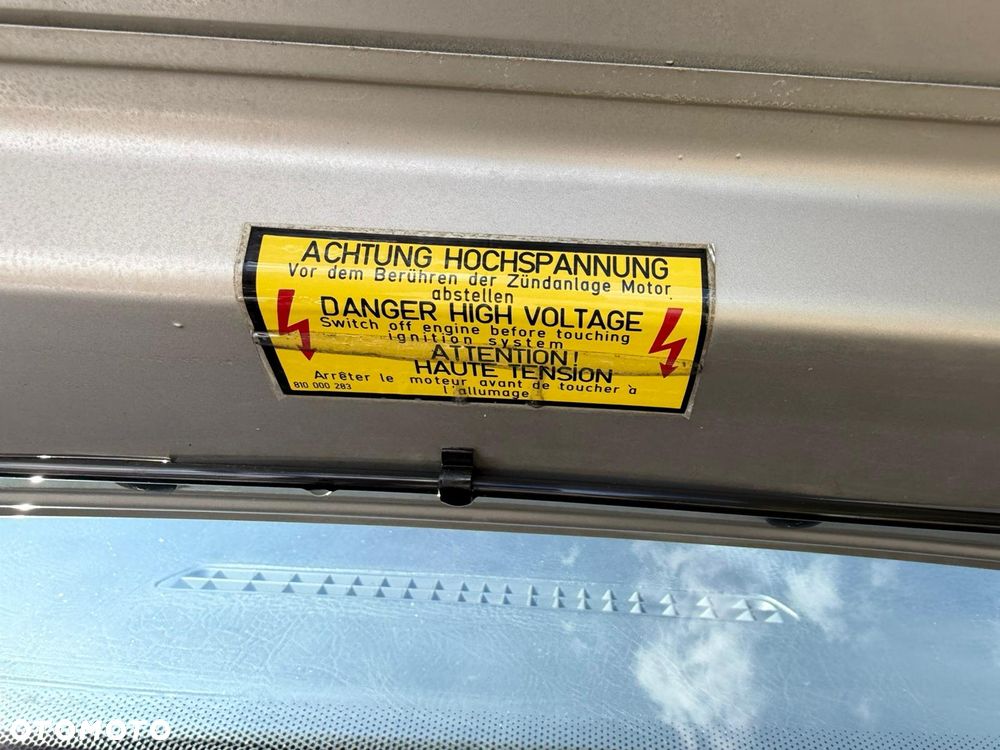 ACHTUNG HOCHSPANNUNG
Vor dem Berühren der Zündanlage Motor
abstellen
DANGER HIGH VOLTAGE
Switch off engine before touching
ignition system
ATTENTION!
HAUTE TENSION
Arrêter le moteur avant de toucher à
l'allumage
810 000 283
OTOMOTO